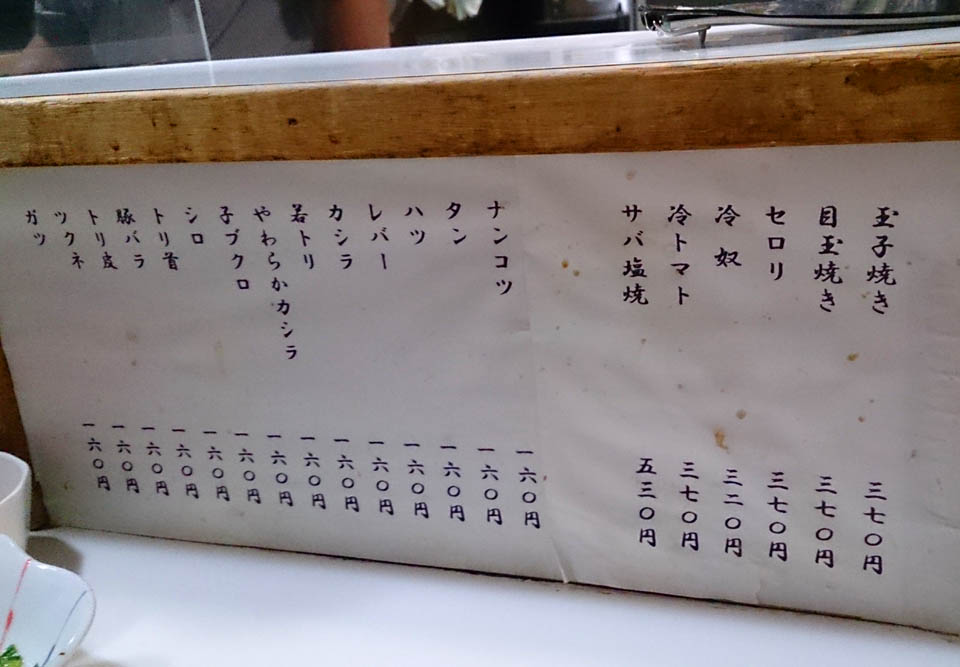 玉子焼き 三七〇円
目玉焼き 三七〇円
セロリ 三七〇円
冷奴 三二〇円
冷トマト 三七〇円
サバ塩焼 五三〇円
ナンコツ 一六〇円
タン 一六〇円
ハツ 一六〇円
レバー 一六〇円
カシラ 一六〇円
若トリ 一六〇円
やわらかカシラ 一六〇円
子ブクロ 一六〇円
シロ 一六〇円
トリ首 一六〇円
豚バラ 一六〇円
トリ皮 一六〇円
ツクネ 一六〇円
ガツ 一六〇円